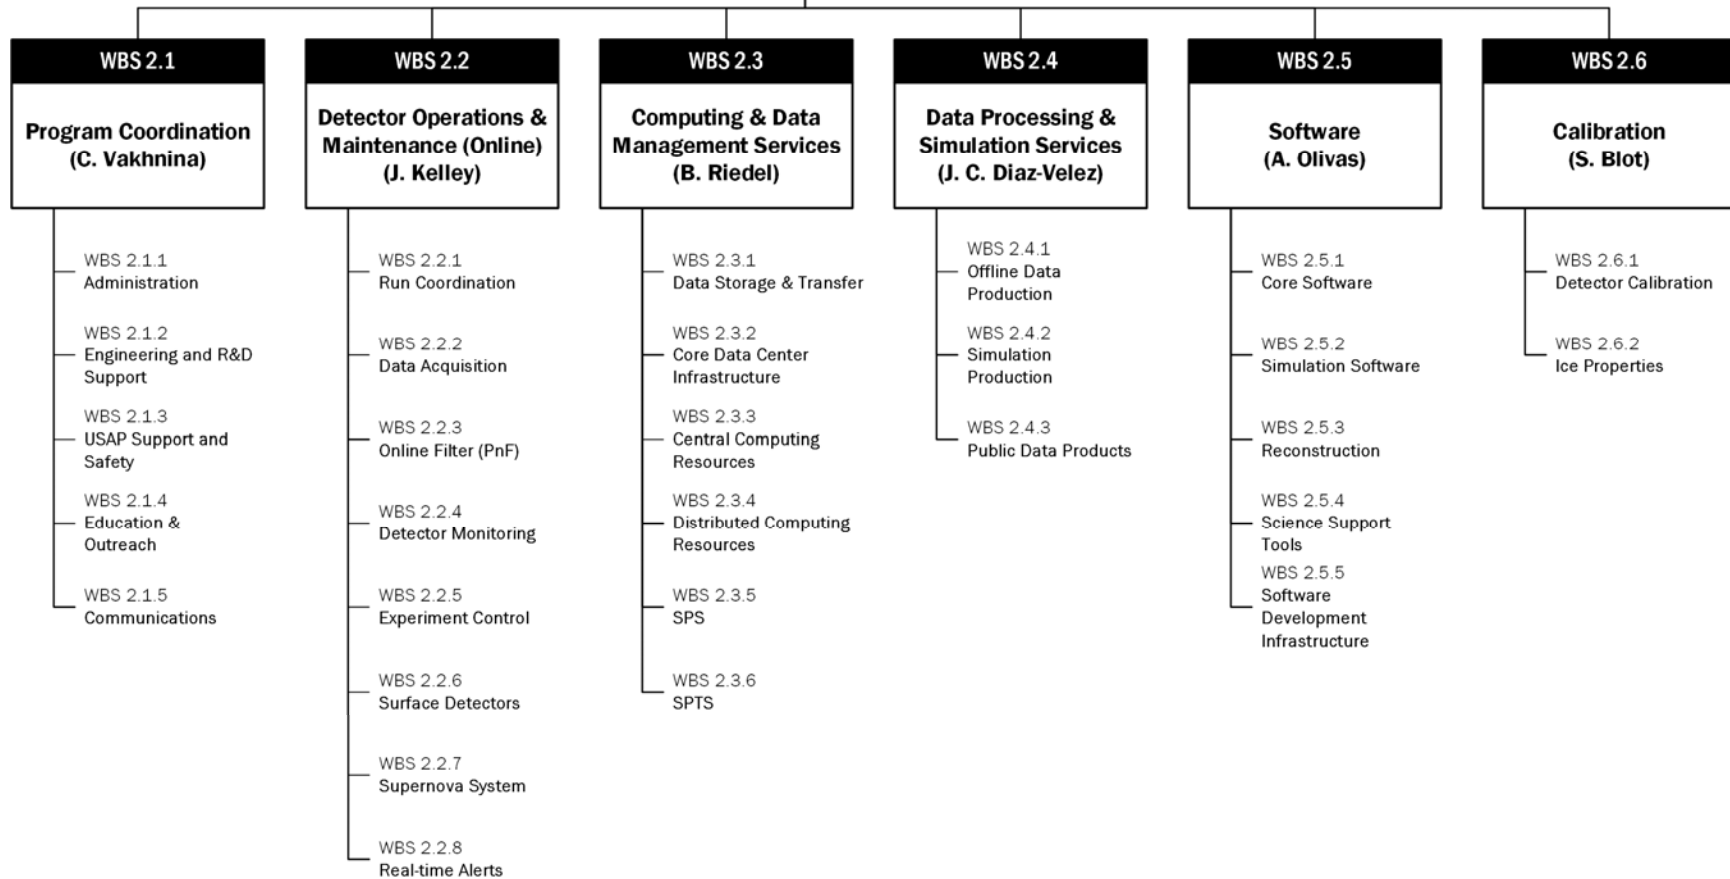 WBS 2.1
Program Coordination
(C. Vakhnina)
WBS 2.1.1
Administration
WBS 2.1.2
Engineering and R&D
Support
WBS 2.1.3
USAP Support and
Safety
WBS 2.1.4
Education &
Outreach
WBS 2.1.5
Communications
WBS 2.2
Detector Operations &
Maintenance (Online)
(J. Kelley)
WBS 2.2.1
Run Coordination
WBS 2.2.2
Data Acquisition
WBS 2.2.3
Online Filter (PnF)
WBS 2.2.4
Detector Monitoring
WBS 2.2.5
Experiment Control
WBS 2.2.6
Surface Detectors
WBS 2.2.7
Supernova System
WBS 2.2.8
Real-time Alerts
WBS 2.3
Computing & Data
Management Services
(B. Riedel)
WBS 2.3.1
Data Storage & Transfer
WBS 2.3.2
Core Data Center
Infrastructure
WBS 2.3.3
Central Computing
Resources
WBS 2.3.4
Distributed Computing
Resources
WBS 2.3.5
SPS
WBS 2.3.6
SPTS
WBS 2.4
Data Processing &
Simulation Services
(J. C. Diaz-Velez)
WBS 2.4.1
Offline Data
Production
WBS 2.4.2
Simulation
Production
WBS 2.4.3
Public Data Products
WBS 2.5
Software
(A. Olivas)
WBS 2.5.1
Core Software
WBS 2.5.2
Simulation Software
WBS 2.5.3
Reconstruction
WBS 2.5.4
Science Support
Tools
WBS 2.5.5
Software
Development
Infrastructure
WBS 2.6
Calibration
(S. Blot)
WBS 2.6.1
Detector Calibration
WBS 2.6.2
Ice Properties